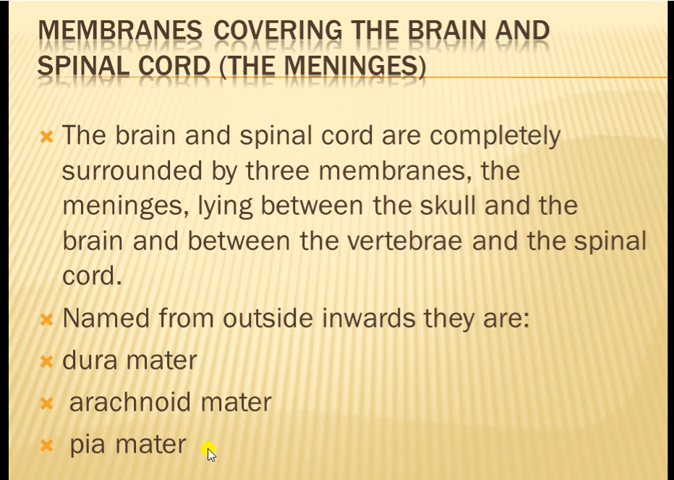 MEMBRANES COVERING THE BRAIN AND
SPINAL CORD (THE MENINGES)
The brain and spinal cord are completely
surrounded by three membranes, the
meninges, lying between the skull and the
brain and between the vertebrae and the spinal
cord.
Named from outside inwards they are:
dura mater
arachnoid mater
pia mater